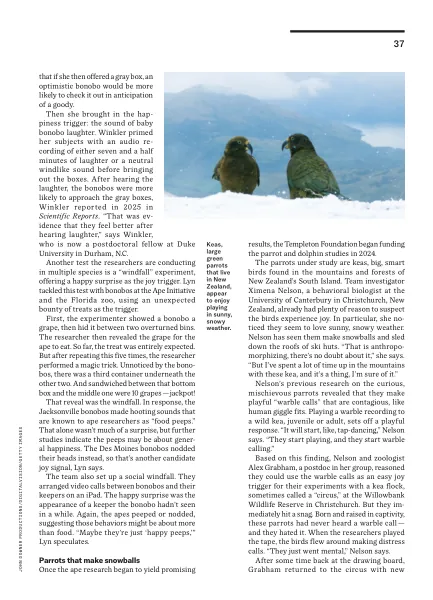 37
that if she then offered a gray box, an
optimistic bonobo would be more
likely to check it out in anticipation
of a goody.
Then she brought in the hap-
piness trigger: the sound of baby
bonobo laughter. Winkler primed
her subjects with an audio re-
cording of either seven and a half
minutes of laughter or a neutral
windlike sound before bringing
out the boxes. After hearing the
laughter, the bonobos were more
likely to approach the gray boxes,
Winkler reported in 2025 in
Scientific Reports. “That was ev-
idence that they feel better after
hearing laughter,” says Winkler,
who is now a postdoctoral fellow at Duke
University in Durham, N.C.
Another test the researchers are conducting
in multiple species is a “windfall” experiment,
offering a happy surprise as the joy trigger. Lyn
tackled this test with bonobos at the Ape Initiative
and the Florida zoo, using an unexpected
bounty of treats as the trigger.
First, the experimenter showed a bonobo a
grape, then hid it between two overturned bins.
The researcher then revealed the grape for the
ape to eat. So far, the treat was entirely expected.
But after repeating this five times, the researcher
performed a magic trick. Unnoticed by the bono-
bos, there was a third container underneath the
other two. And sandwiched between that bottom
box and the middle one were 10 grapes — jackpot!
That reveal was the windfall. In response, the
Jacksonville bonobos made hooting sounds that
are known to ape researchers as “food peeps.”
That alone wasn’t much of a surprise, but further
studies indicate the peeps may be about gener-
al happiness. The Des Moines bonobos nodded
their heads instead, so that’s another candidate
joy signal, Lyn says.
The team also set up a social windfall. They
arranged video calls between bonobos and their
keepers on an iPad. The happy surprise was the
appearance of a keeper the bonobo hadn’t seen
in a while. Again, the apes peeped or nodded,
suggesting those behaviors might be about more
than food. “Maybe they’re just ‘happy peeps,’”
Lyn speculates.
Parrots that make snowballs
Once the ape research began to yield promising
Keas,
large
green
parrots
that live
in New
Zealand,
appear
to enjoy
playing
in sunny,
snowy
weather.
results, the Templeton Foundation began funding
the parrot and dolphin studies in 2024.
The parrots under study are keas, big, smart
birds found in the mountains and forests of
New Zealand’s South Island. Team investigator
Ximena Nelson, a behavioral biologist at the
University of Canterbury in Christchurch, New
Zealand, already had plenty of reason to suspect
the birds experience joy. In particular, she no-
ticed they seem to love sunny, snowy weather.
Nelson has seen them make snowballs and sled
down the roofs of ski huts. “That is anthropo-
morphizing, there’s no doubt about it,” she says.
“But I’ve spent a lot of time up in the mountains
with these kea, and it’s a thing, I’m sure of it.”
Nelson’s previous research on the curious,
mischievous parrots revealed that they make
playful “warble calls” that are contagious, like
human giggle fits. Playing a warble recording to
a wild kea, juvenile or adult, sets off a playful
response. “It will start, like, tap-dancing,” Nelson
says. “They start playing, and they start warble
calling.”
Based on this finding, Nelson and zoologist
Alex Grabham, a postdoc in her group, reasoned
they could use the warble calls as an easy joy
trigger for their experiments with a kea flock,
sometimes called a “circus,” at the Willowbank
Wildlife Reserve in Christchurch. But they im-
mediately hit a snag. Born and raised in captivity,
these parrots had never heard a warble call —
and they hated it. When the researchers played
the tape, the birds flew around making distress
calls. “They just went mental,” Nelson says.
After some time back at the drawing board,
Grabham returned to the circus with new
JOHN DOWNER PRODUCTIONS/DIGITALVISION/GETTY IMAGES